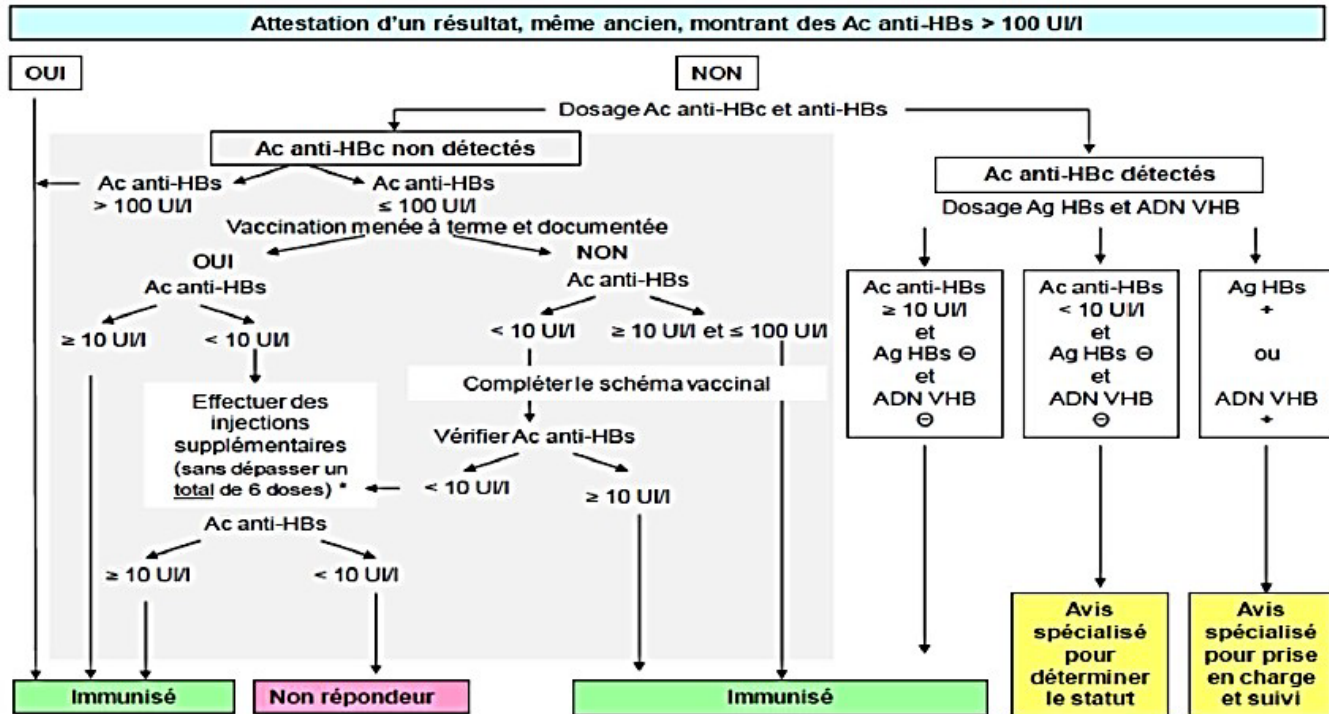 Attestation d'un résultat, même ancien, montrant des Ac anti-HBs > 100 UI/l
OUI
NON
Dosage Ac anti-HBc et anti-HBs
Ac anti-HBc non détectés
Ac anti-HBs
> 100 UI/l
Ac anti-HBs
≤ 100 UI/l
Vaccination menée à terme et documentée
OUI
Ac anti-HBs
≥ 10 UI/l
< 10 UI/l
NON
Ac anti-HBs
< 10 UI/l
≥ 10 UI/l et ≤ 100 UI/l
Effectuer des
injections
supplémentaires
(sans dépasser un
total de 6 doses) *
Compléter le schéma vaccinal
Vérifier Ac anti-HBs
< 10 UI/l
≥ 10 UI/l
Ac anti-HBs
≥ 10 UI/l
< 10 UI/l
Ac anti-HBc détectés
Dosage Ag HBs et ADN VHB
Ac anti-HBs
≥ 10 UI/l
et
Ag HBs ⊖
et
ADN VHB
⊖
Ac anti-HBs
< 10 UI/l
et
Ag HBs ⊖
et
ADN VHB
⊖
Ag HBs
+
ou
ADN VHB
+
Immunisé
Non répondeur
Immunisé
Avis
spécialisé
pour
déterminer
le statut
Avis
spécialisé
pour prise
en charge
et suivi